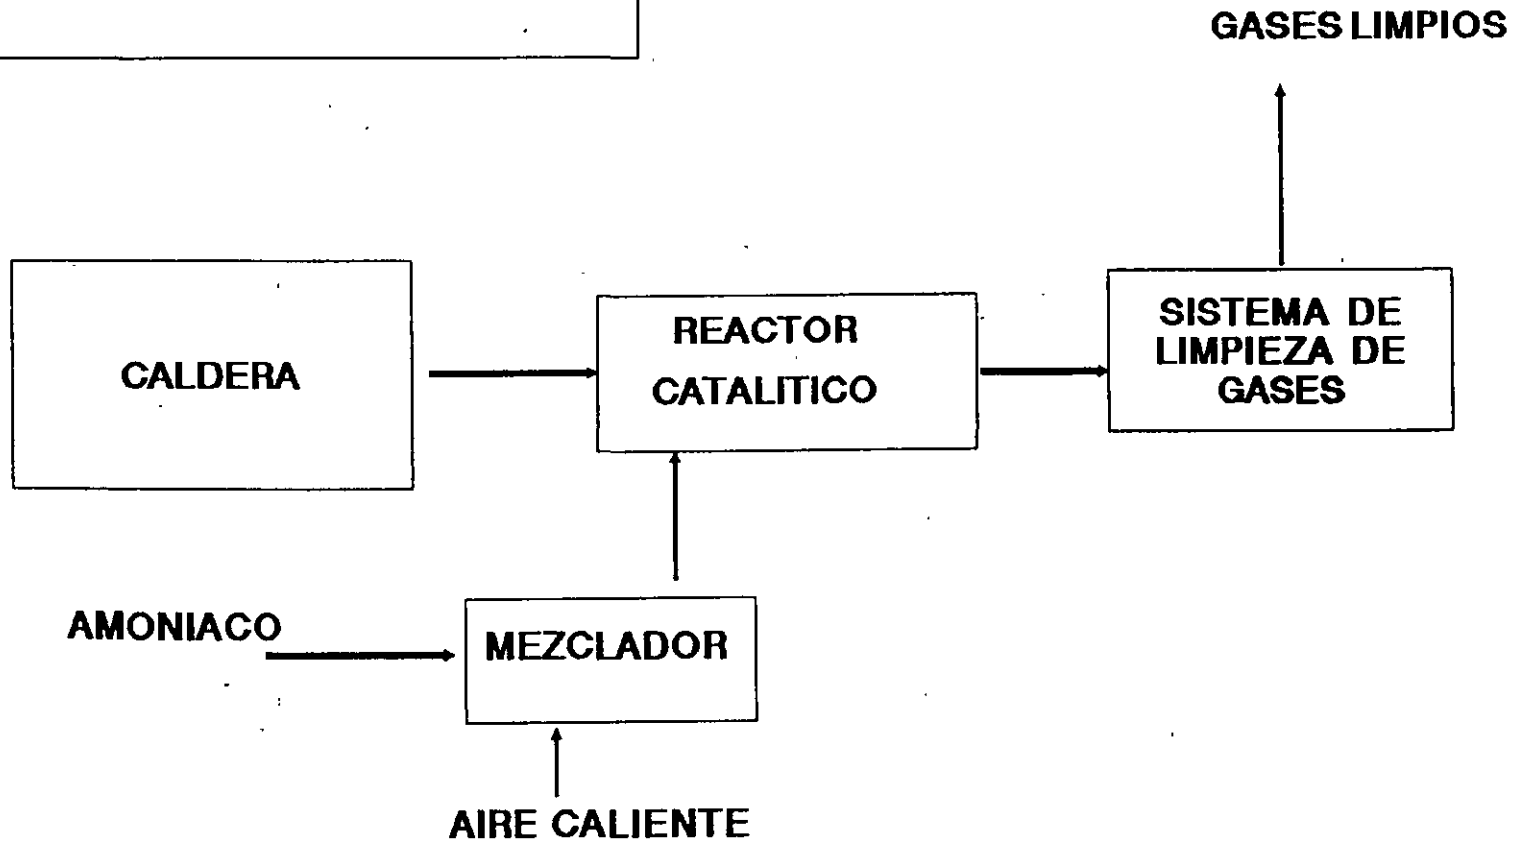 GASES LIMPIOS
CALDERA
REACTOR
CATALITICO
SISTEMA DE
LIMPIEZA DE
GASES
AMONIACO
MEZCLADOR
AIRE CALIENTE